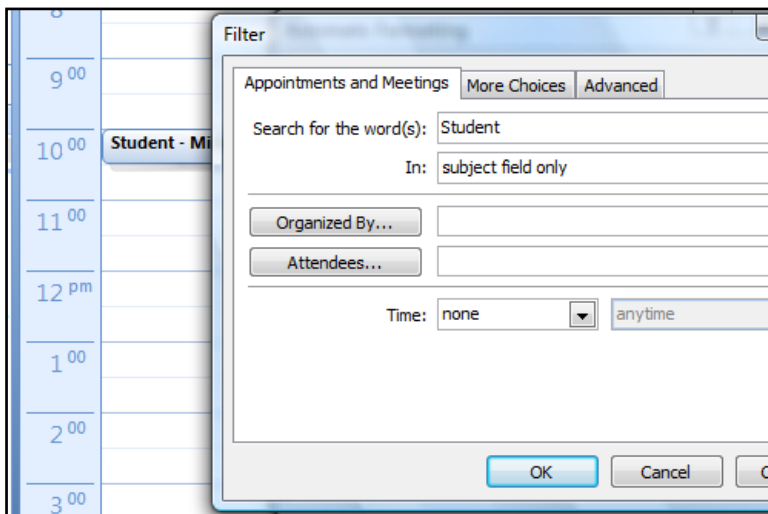 8
9 00
10 00
Student - Mi
11 00
12 pm
1 00
2 00
3 00
Filter
Appointments and Meetings More Choices Advanced
Search for the word(s): Student
In: subject field only
Organized By...
Attendees...
Time: none anytime
OK Cancel C